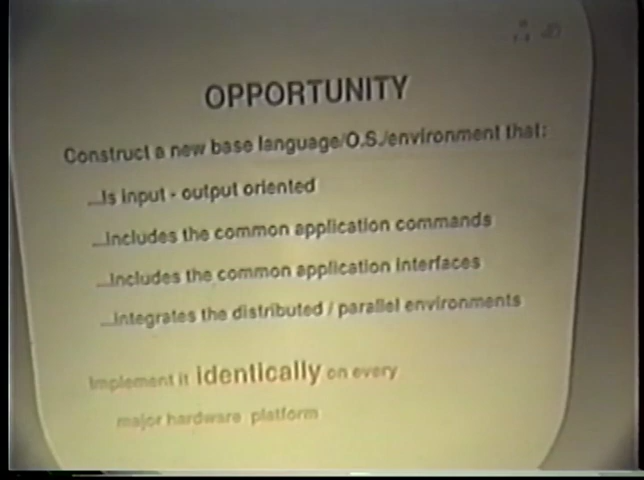 OPPORTUNITY
Construct a new base language/O.S./environment that:
...Is input - output oriented
...Includes the common application commands
...Includes the common application interfaces
...Integrates the distributed / parallel environments
Implement it identically on every
major hardware platform